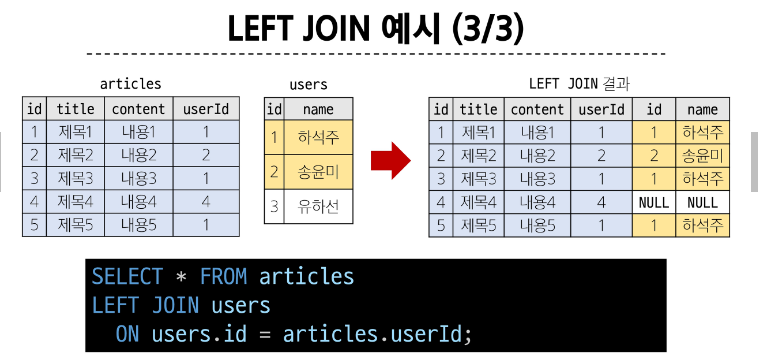 LEFT JOIN 예시 (3/3)
articles
id title content userId
1 제목1 내용1 1
2 제목2 내용2 2
3 제목3 내용3 1
4 제목4 내용4 4
5 제목5 내용5 1
users
id name
1 하석주
2 송윤미
3 유하선
LEFT JOIN 결과
id title content userId id name
1 제목1 내용1 1 1 하석주
2 제목2 내용2 2 2 송윤미
3 제목3 내용3 1 1 하석주
4 제목4 내용4 4 NULL NULL
5 제목5 내용5 1 1 하석주
SELECT * FROM articles
LEFT JOIN users
ON users.id = articles.userId;